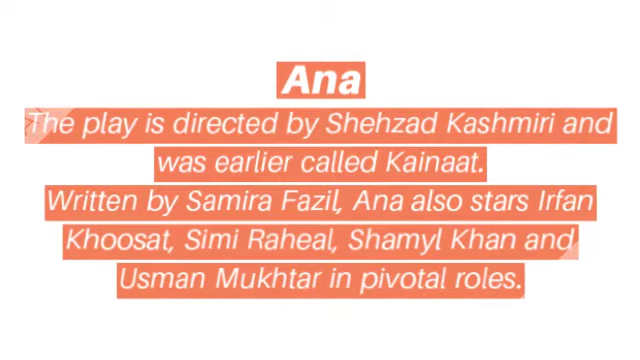 Ana
The play is directed by Shehzad Kashmiri and
was earlier called Kainaat.
Written by Samira Fazil, Ana also stars Irfan
Khoosat, Simi Raheal, Shamyl Khan and
Usman Mukhtar in pivotal roles.